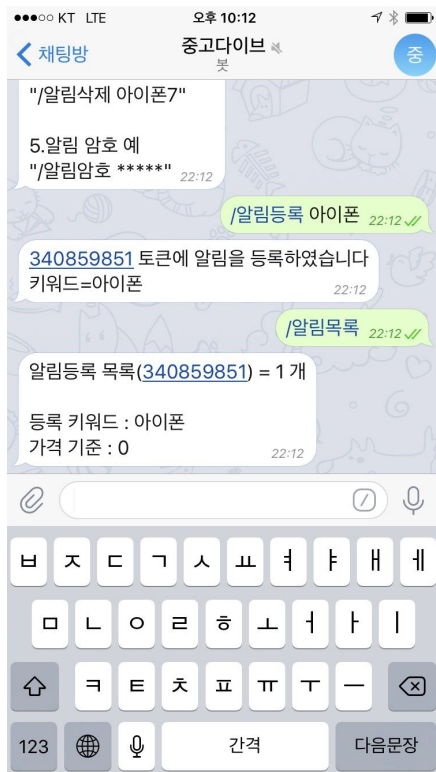 KT LTE 오후 10:12
채팅방 중고다이브 중
봇
"/알림삭제 아이폰7"
5.알림 암호 예
"/알림암호 *****" 22:12
/알림등록 아이폰 22:12
340859851 토큰에 알림을 등록하였습니다
키워드=아이폰 22:12
/알림목록 22:12
알림등록 목록(340859851) = 1 개
등록 키워드 : 아이폰
가격 기준 : 0 22:12
/
ㅂ ㅈ ㄷ ㄱ ㅅ ㅛ ㅕ ㅑ ㅐ ㅔ
ㅁ ㄴ ㅇ ㄹ ㅎ ㅗ ㅓ ㅏ ㅣ
ㅋ ㅌ ㅊ ㅍ ㅠ ㅜ ㅡ
123 간격 다음문장